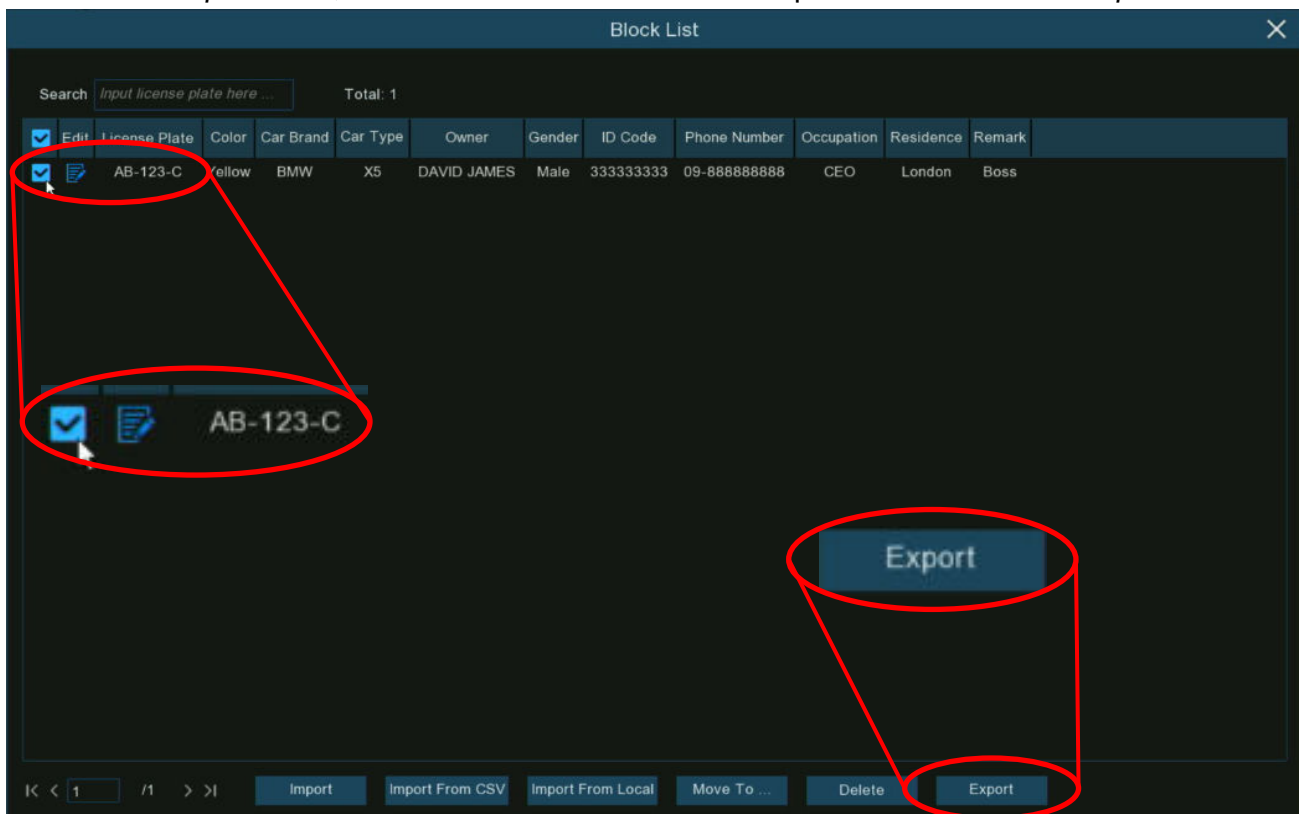 Block List
Search Input license plate here ... Total: 1
Edit License Plate Color Car Brand Car Type Owner Gender ID Code Phone Number Occupation Residence Remark
AB-123-C Yellow BMW X5 DAVID JAMES Male 333333333 09-888888888 CEO London Boss
AB-123-C
Export
1 /1 Import Import From CSV Import From Local Move To ... Delete Export